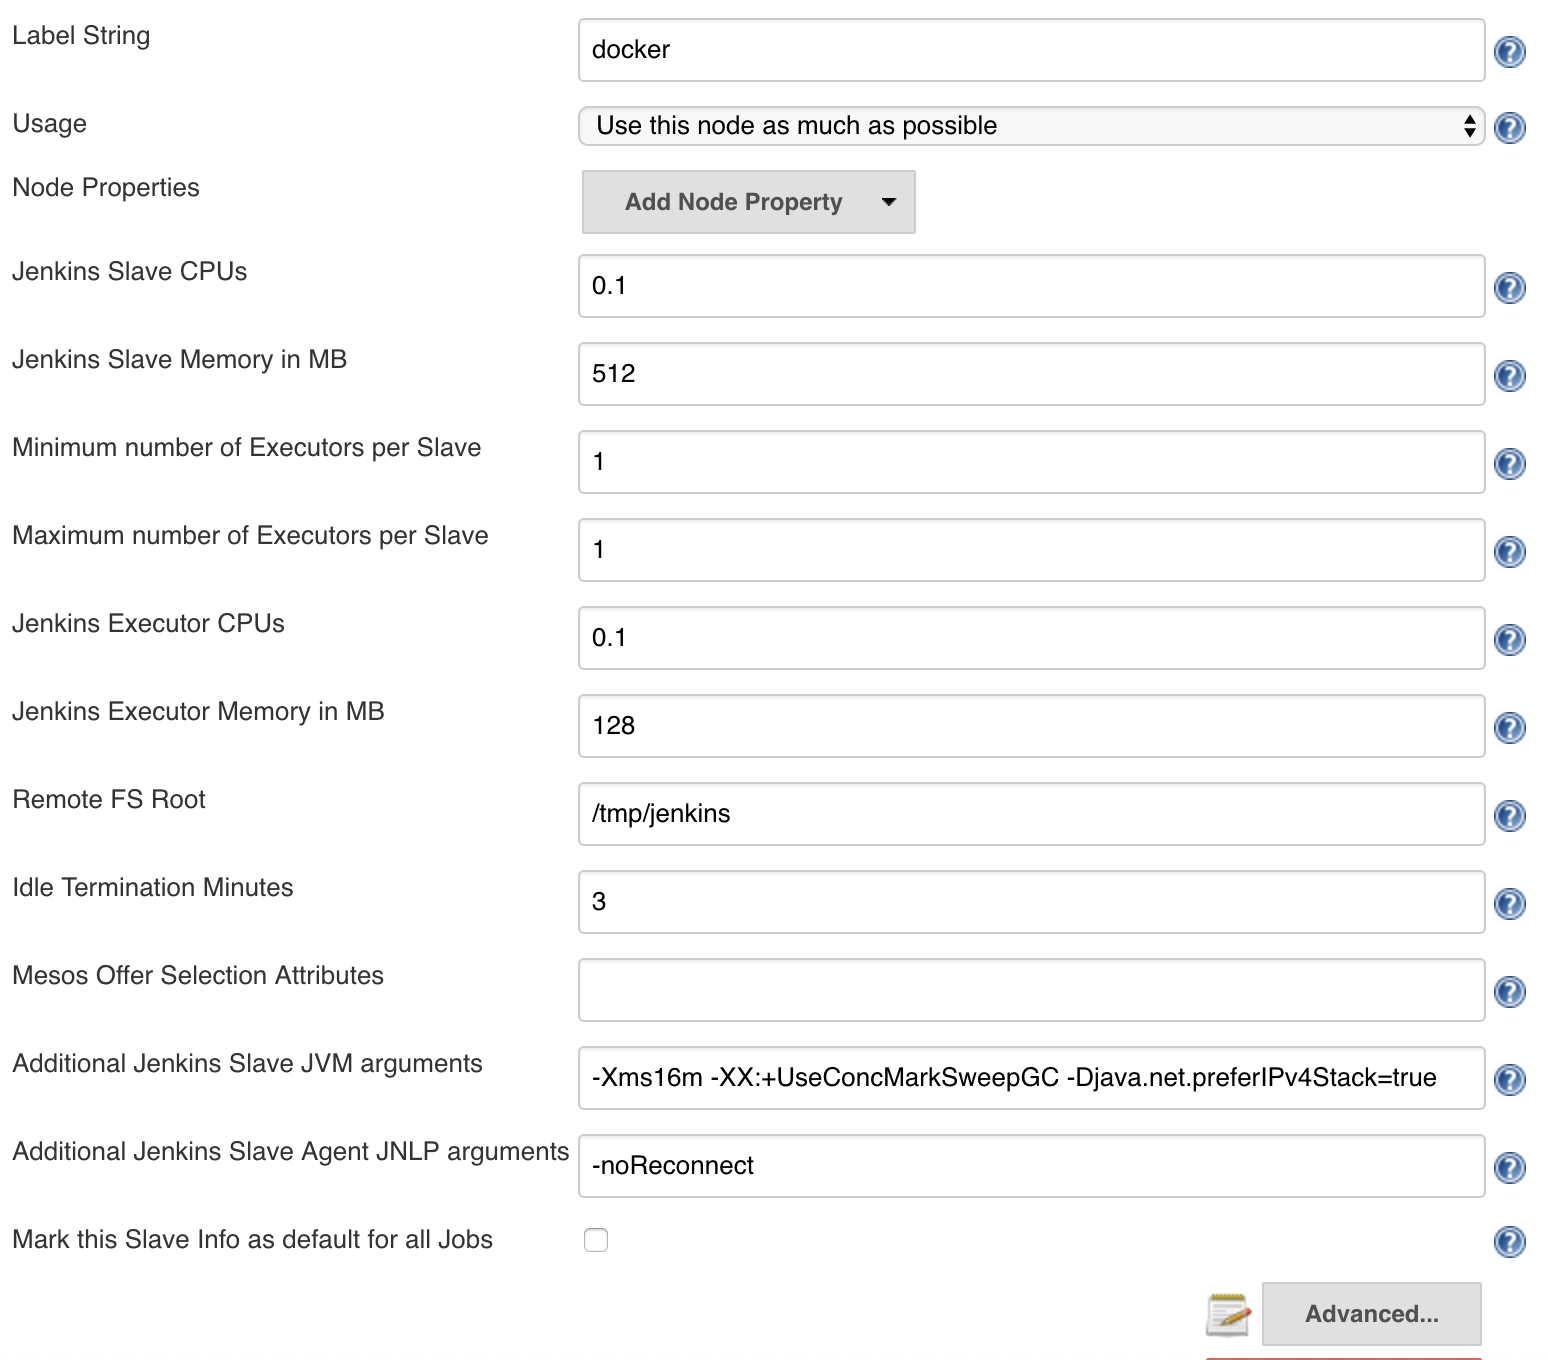 Label String
docker
Usage
Use this node as much as possible
Node Properties
Add Node Property
Jenkins Slave CPUs
0.1
Jenkins Slave Memory in MB
512
Minimum number of Executors per Slave
1
Maximum number of Executors per Slave
1
Jenkins Executor CPUs
0.1
Jenkins Executor Memory in MB
128
Remote FS Root
/tmp/jenkins
Idle Termination Minutes
3
Mesos Offer Selection Attributes
Additional Jenkins Slave JVM arguments
-Xms16m -XX:+UseConcMarkSweepGC -Djava.net.preferIPv4Stack=true
Additional Jenkins Slave Agent JNLP arguments
-noReconnect
Mark this Slave Info as default for all Jobs
Advanced...